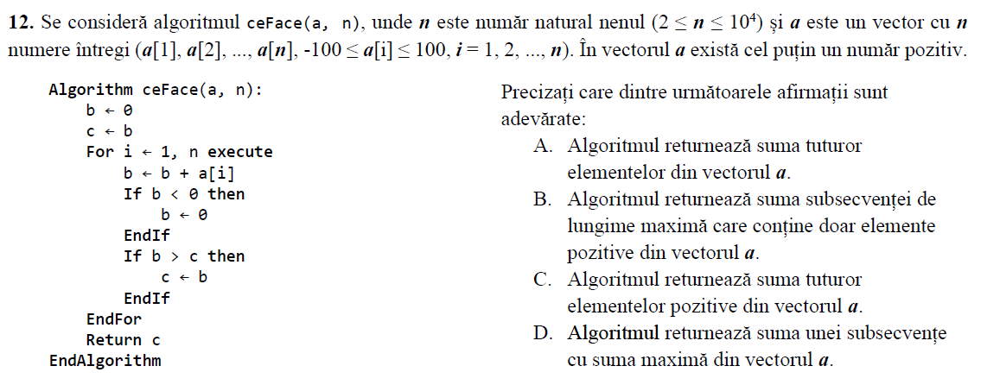 12. Se consideră algoritmul ceFace(a, n), unde n este număr natural nenul (2 ≤ n ≤ 10⁴) și a este un vector cu n
numere întregi (a[1], a[2], ..., a[n], -100 ≤ a[i] ≤ 100, i = 1, 2, ..., n). În vectorul a există cel puțin un număr pozitiv.
Algorithm ceFace(a, n):
b ← 0
c ← b
For i ← 1, n execute
b ← b + a[i]
If b < 0 then
b ← 0
EndIf
If b > c then
c ← b
EndIf
EndFor
Return c
EndAlgorithm
Precizați care dintre următoarele afirmații sunt
adevărate:
A. Algoritmul returnează suma tuturor
elementelor din vectorul a.
B. Algoritmul returnează suma subsecvenței de
lungime maximă care conține doar elemente
pozitive din vectorul a.
C. Algoritmul returnează suma tuturor
elementelor pozitive din vectorul a.
D. Algoritmul returnează suma unei subsecvențe
cu suma maximă din vectorul a.